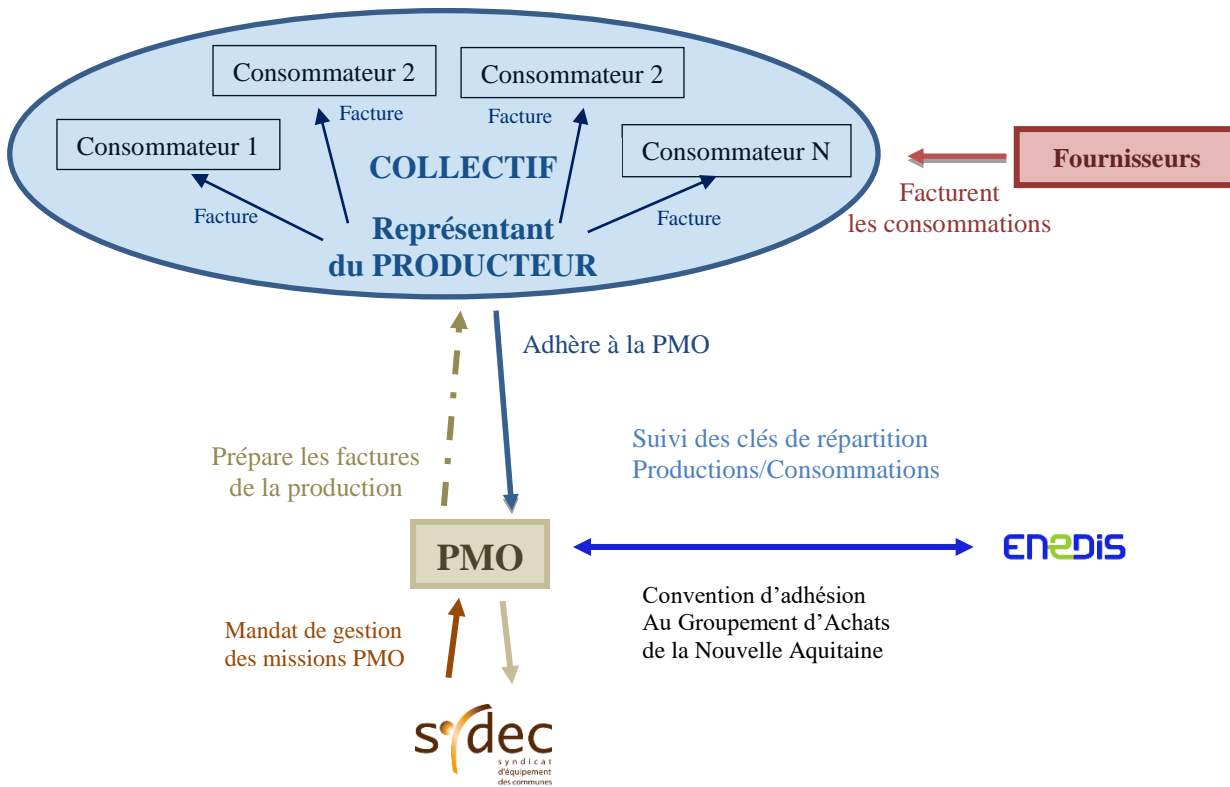 Consommateur 2
Consommateur 2
Facture
Facture
Consommateur 1
Consommateur N
COLLECTIF
Facture
Facture
Représentant
du PRODUCTEUR
Fournisseurs
Facturent
les consommations
Adhère à la PMO
Prépare les factures
de la production
Suivi des clés de répartition
Productions/Consommations
PMO
ENEDIS
Convention d’adhésion
Au Groupement d’Achats
de la Nouvelle Aquitaine
Mandat de gestion
des missions PMO
sydec
syndicat
d'équipement
des communes